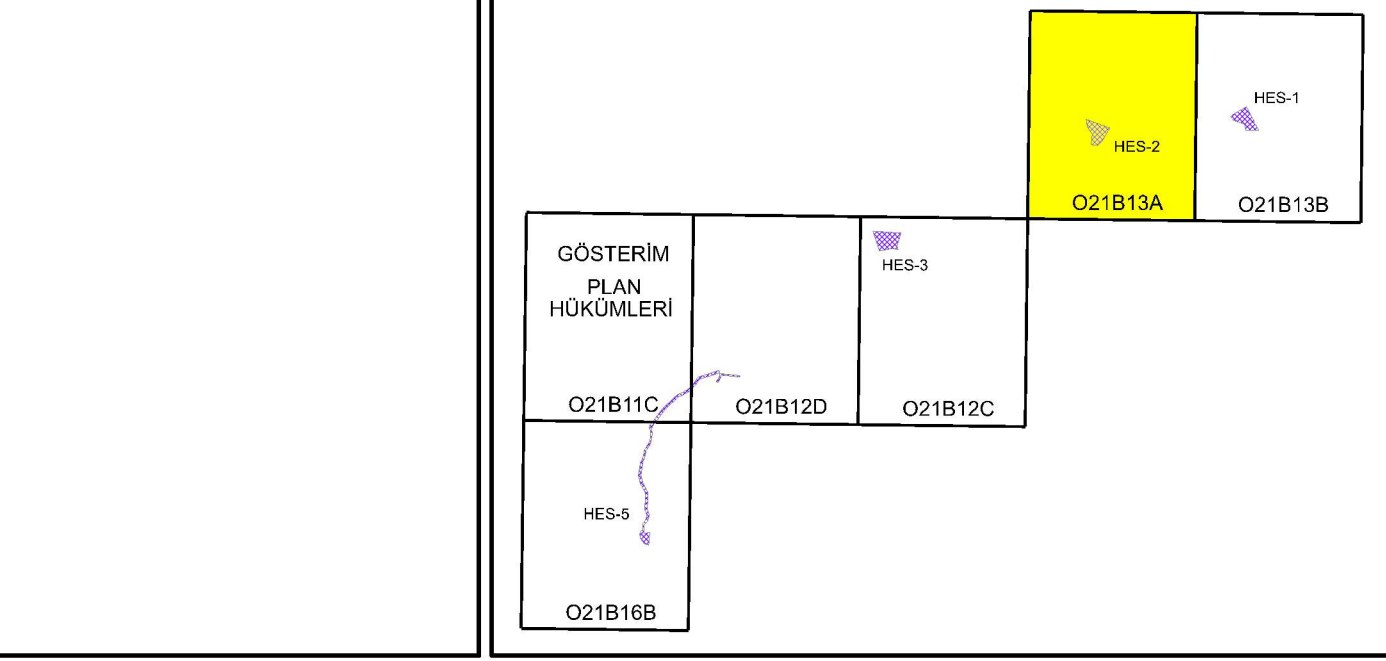 HES-1
HES-2
O21B13A
O21B13B
GÖSTERİM
PLAN
HÜKÜMLERİ
HES-3
O21B11C
O21B12D
O21B12C
HES-5
O21B16B